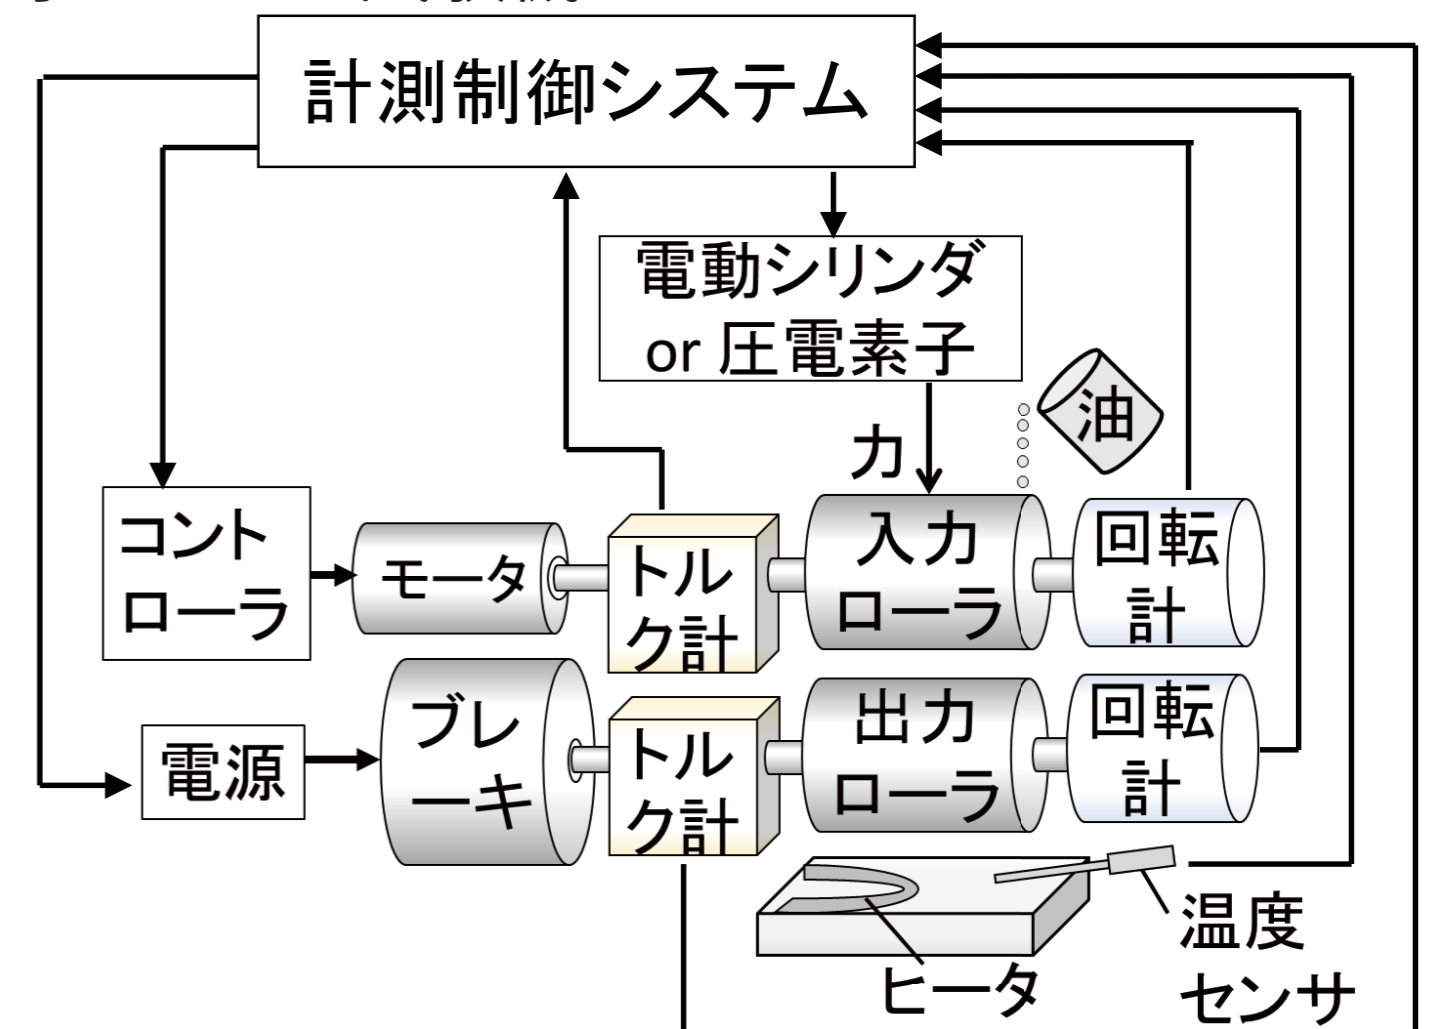 計測制御システム
電動シリンダ
or 圧電素子
油
力
コント
ローラ
モータ
トル
ク計
入力
ローラ
回転
計
電源
ブレ
ーキ
トル
ク計
出力
ローラ
回転
計
温度
センサ
ヒータ